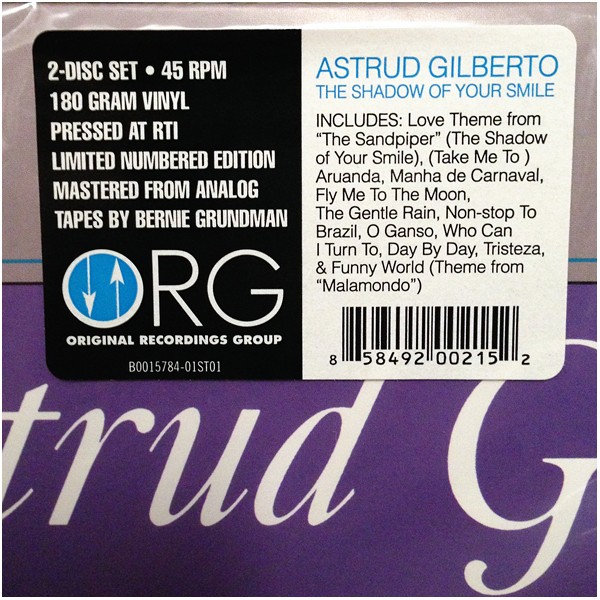 2-DISC SET • 45 RPM
180 GRAM VINYL
PRESSED AT RTI
LIMITED NUMBERED EDITION
MASTERED FROM ANALOG
TAPES BY BERNIE GRUNDMAN
ORG
ORIGINAL RECORDINGS GROUP
B0015784-01ST01
ASTRUD GILBERTO
THE SHADOW OF YOUR SMILE
INCLUDES: Love Theme from
“The Sandpiper” (The Shadow
of Your Smile), (Take Me To )
Aruanda, Manha de Carnaval,
Fly Me To The Moon,
The Gentle Rain, Non-stop To
Brazil, O Ganso, Who Can
I Turn To, Day By Day, Tristeza,
& Funny World (Theme from
“Malamondo”)
8 58492 00215 2
trud G